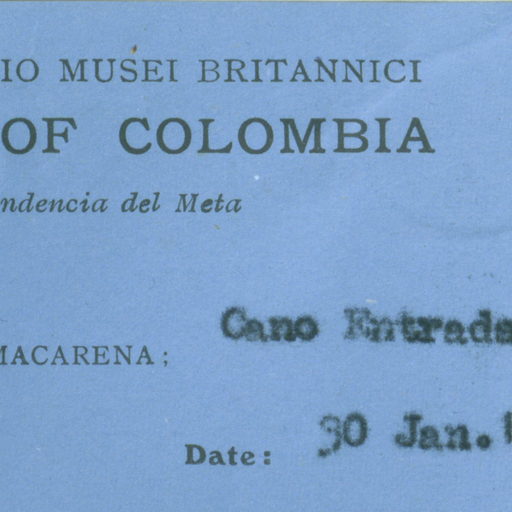 IO MUSEI BRITANNICI
OF COLOMBIA
ndencia del Meta
Cano Entrada
MACARENA;
Date: 30 Jan.